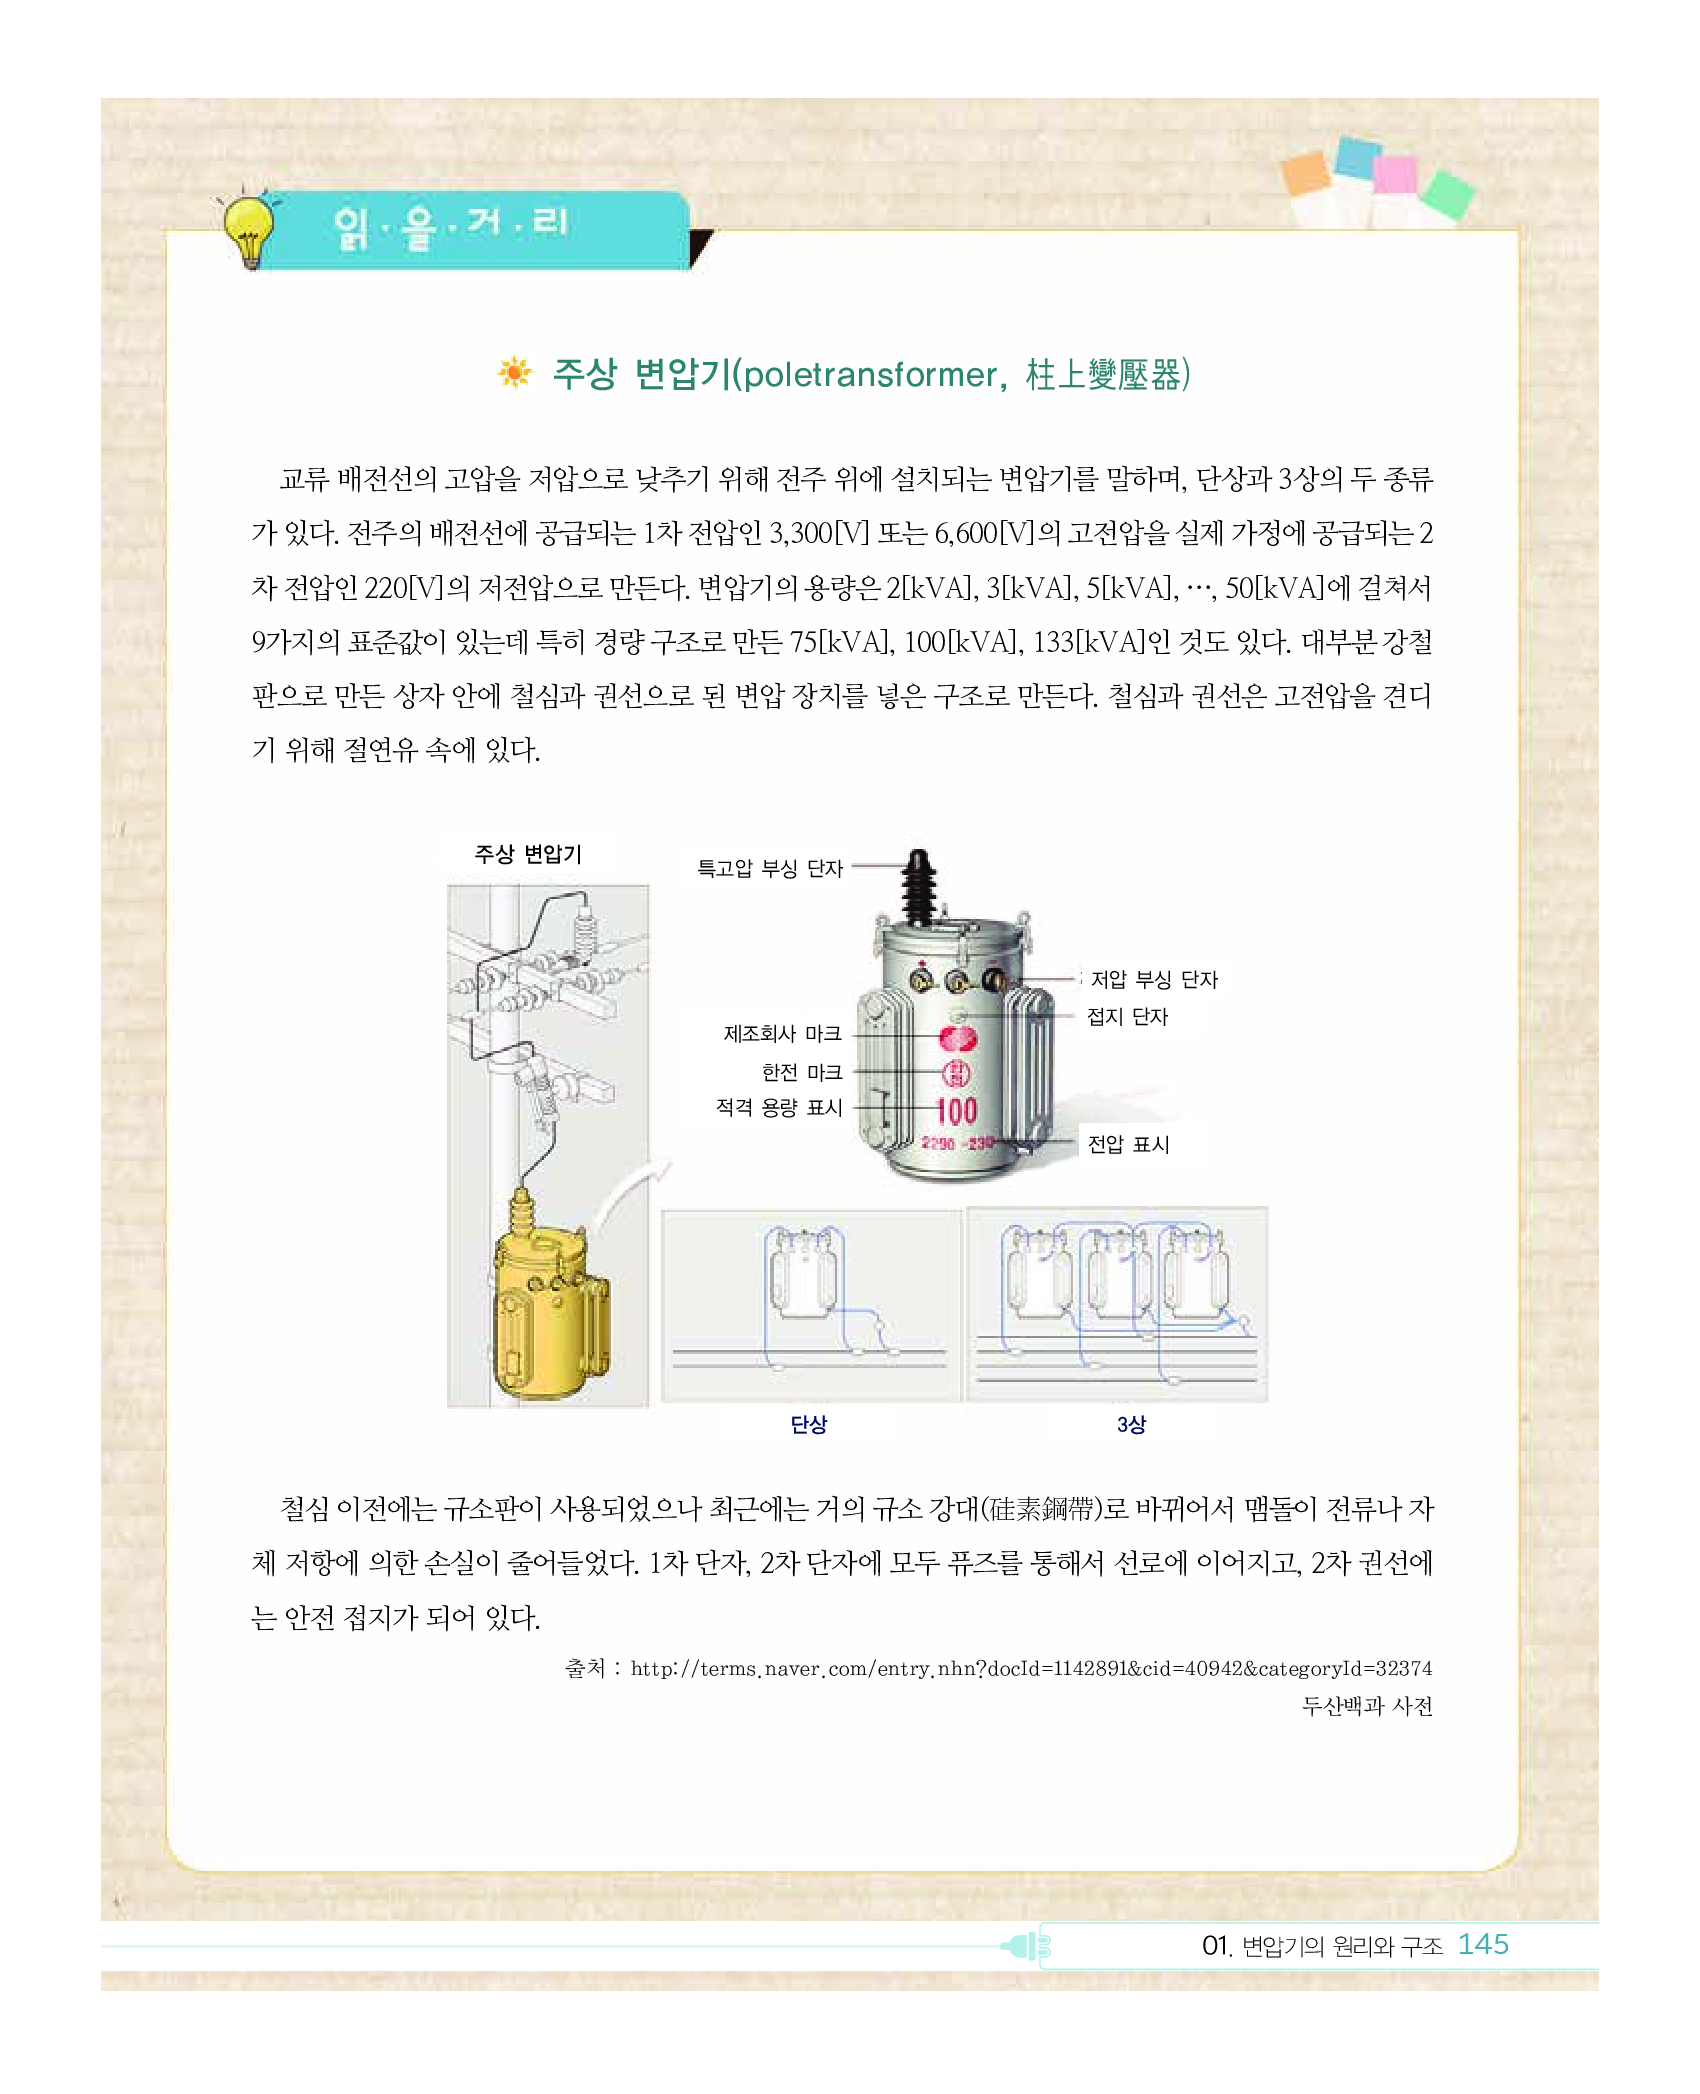 읽·을·거·리
주상 변압기(poletransformer, 柱上變壓器)
교류 배전선의 고압을 저압으로 낮추기 위해 전주 위에 설치되는 변압기를 말하며, 단상과 3상의 두 종류
가 있다. 전주의 배전선에 공급되는 1차 전압인 3,300[V] 또는 6,600[V]의 고전압을 실제 가정에 공급되는 2
차 전압인 220[V]의 저전압으로 만든다. 변압기의 용량은 2[kVA], 3[kVA], 5[kVA], …, 50[kVA]에 걸쳐서
9가지의 표준값이 있는데 특히 경량 구조로 만든 75[kVA], 100[kVA], 133[kVA]인 것도 있다. 대부분 강철
판으로 만든 상자 안에 철심과 권선으로 된 변압 장치를 넣은 구조로 만든다. 철심과 권선은 고전압을 견디
기 위해 절연유 속에 있다.
주상 변압기
특고압 부싱 단자
저압 부싱 단자
접지 단자
제조회사 마크
한전 마크
한전
적격 용량 표시
100
2290 -230
전압 표시
단상
3상
철심 이전에는 규소판이 사용되었으나 최근에는 거의 규소 강대(硅素鋼帶)로 바뀌어서 맴돌이 전류나 자
체 저항에 의한 손실이 줄어들었다. 1차 단자, 2차 단자에 모두 퓨즈를 통해서 선로에 이어지고, 2차 권선에
는 안전 접지가 되어 있다.
출처 : http://terms.naver.com/entry.nhn?docId=1142891&cid=40942&categoryId=32374
두산백과 사전
01. 변압기의 원리와 구조 145